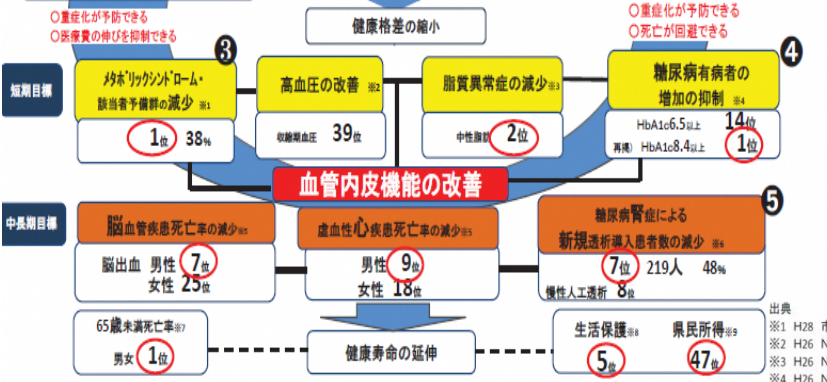 ○重症化が予防できる
○医療費の伸びを抑制できる
健康格差の縮小
○重症化が予防できる
○死亡が回避できる
❸
❹
短期目標
メタボリックシンドローム・
該当者予備群の減少 ※1
1位 38%
高血圧の改善 ※2
収縮期血圧 39位
脂質異常症の減少※3
中性脂肪 2位
糖尿病有病者の
増加の抑制 ※4
HbA1c6.5以上 14位
再掲) HbA1c8.4以上 1位
血管内皮機能の改善
❺
中長期目標
脳血管疾患死亡率の減少※5
脳出血 男性 7位
女性 25位
虚血性心疾患死亡率の減少※5
男性 9位
女性 18位
糖尿病腎症による
新規透析導入患者数の減少 ※6
7位 219人 48%
慢性人工透析 8位
65歳未満死亡率※7
男女 1位
健康寿命の延伸
生活保護※8 県民所得※9
5位 47位
出典
※1 H28 市
※2 H26 N
※3 H26 N
※4 H26 N